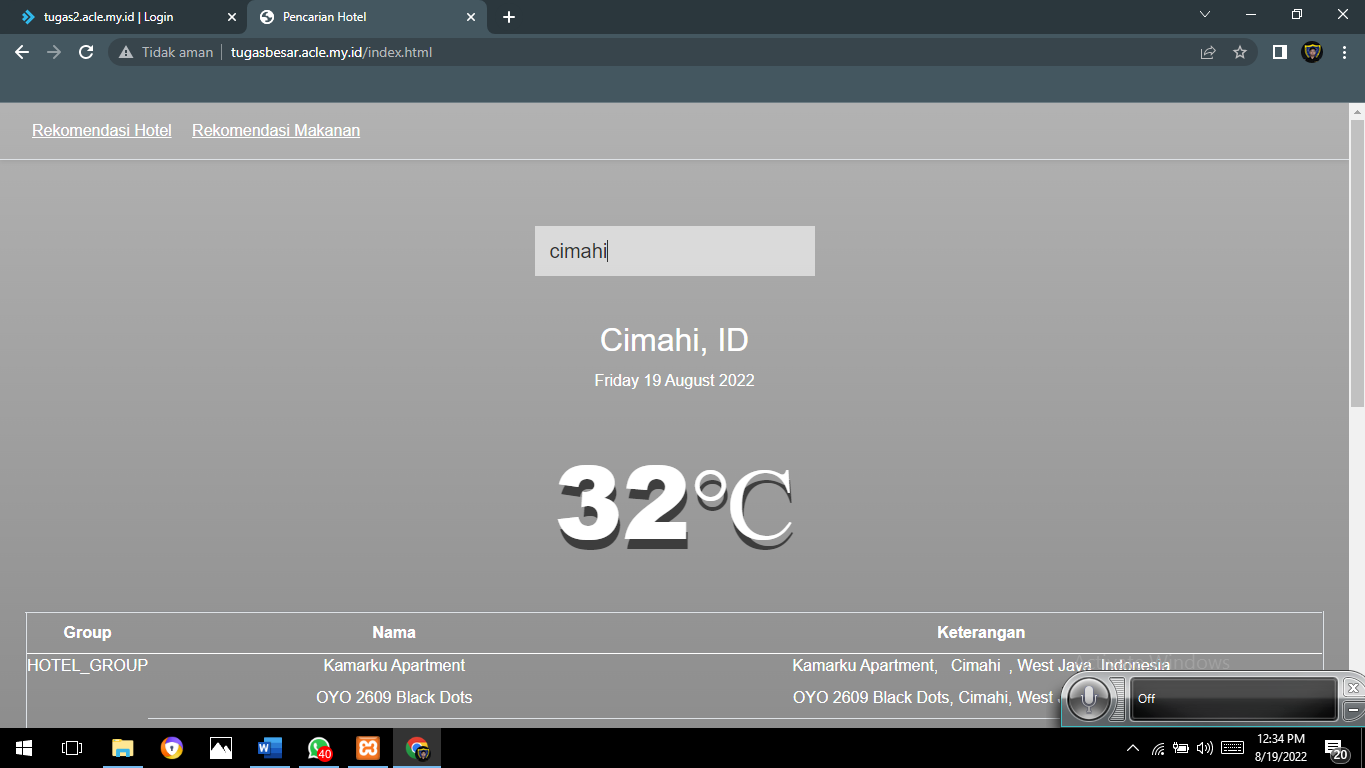 tugas2.acle.my.id | Login
Pencarian Hotel
Tidak aman
tugasbesar.acle.my.id/index.html
Rekomendasi Hotel Rekomendasi Makanan
cimahi
Cimahi, ID
Friday 19 August 2022
32°C
Group Nama Keterangan
HOTEL_GROUP Kamarku Apartment Kamarku Apartment, Cimahi , West Java Indonesia
Activate Windows
OYO 2609 Black Dots OYO 2609 Black Dots, Cimahi, West
Off
40
12:34 PM
8/19/2022
20